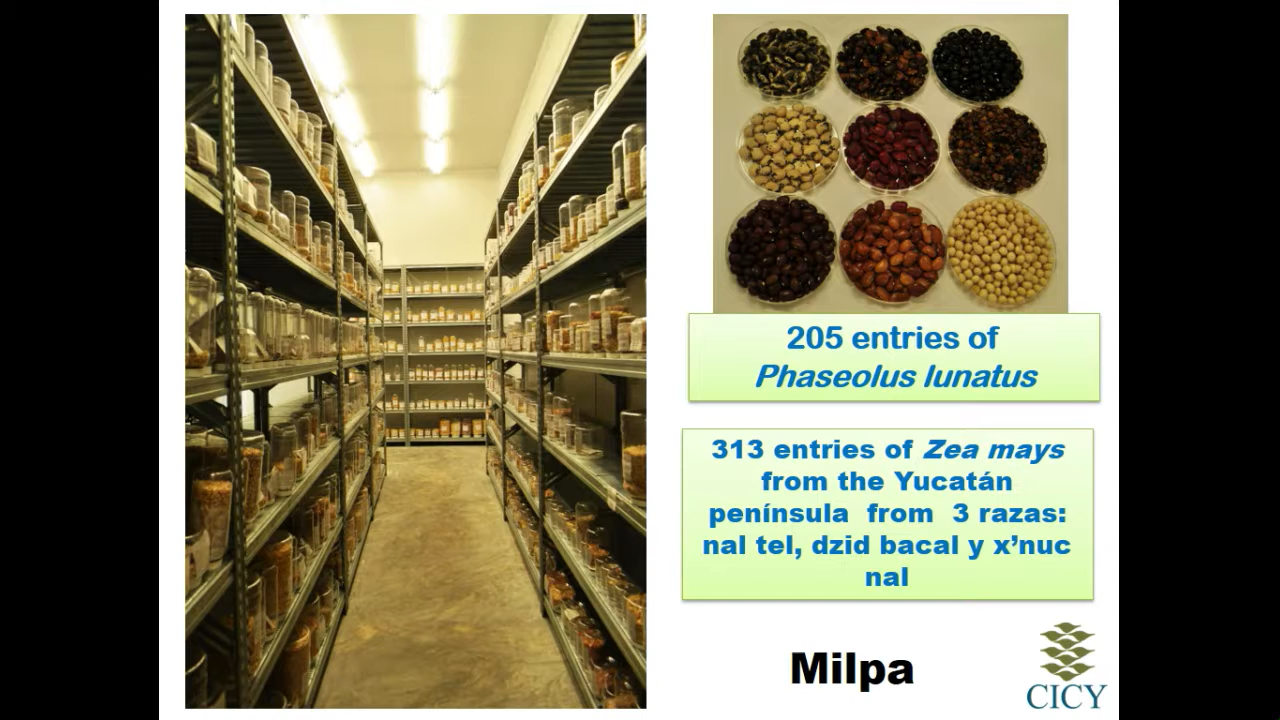 205 entries of
Phaseolus lunatus
313 entries of Zea mays
from the Yucatán
península from 3 razas:
nal tel, dzid bacal y x’nuc
nal
Milpa
CICY